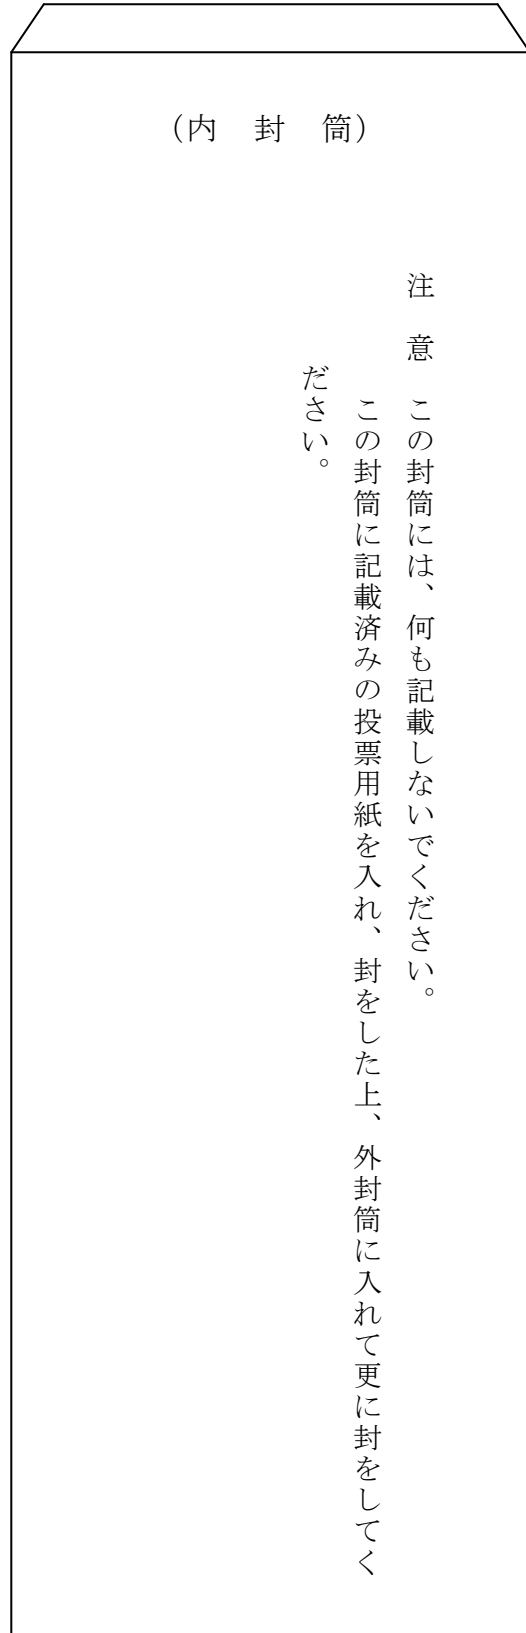 (内　封　筒)
注　意　この封筒には、何も記載しないでください。
この封筒に記載済みの投票用紙を入れ、封をした上、外封筒に入れて更に封をしてく
ださい。